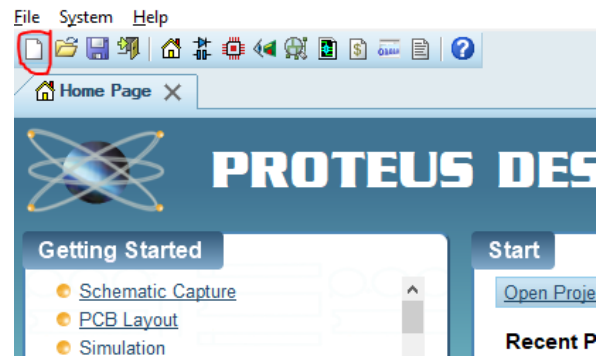 File System Help
Home Page
PROTEUS DES
Getting Started
Start
Schematic Capture
PCB Layout
Simulation
Open Proje
Recent P